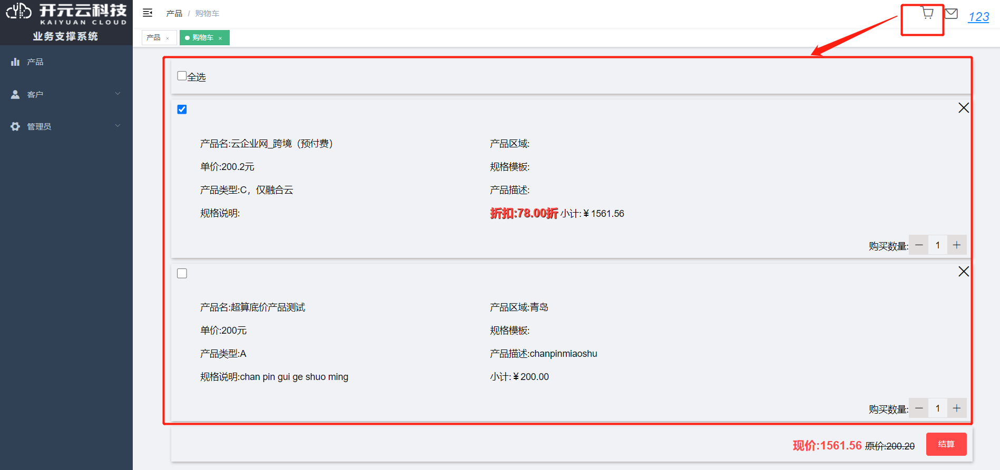 开元云科技
KAIYUAN CLOUD
业务支撑系统
产品
客户
管理员
产品 / 购物车
123
产品 ×
购物车 ×
全选
产品名:云企业网_跨境（预付费）
产品区域:
单价:200.2元
规格模板:
产品类型:C，仅融合云
产品描述:
规格说明:
折扣:78.00折 小计:￥1561.56
购买数量: － 1 ＋
产品名:超算底价产品测试
产品区域:青岛
单价:200元
规格模板:
产品类型:A
产品描述:chanpinmiaoshu
规格说明:chan pin gui ge shuo ming
小计:￥200.00
购买数量: － 1 ＋
现价:1561.56 原价:200.20 结算